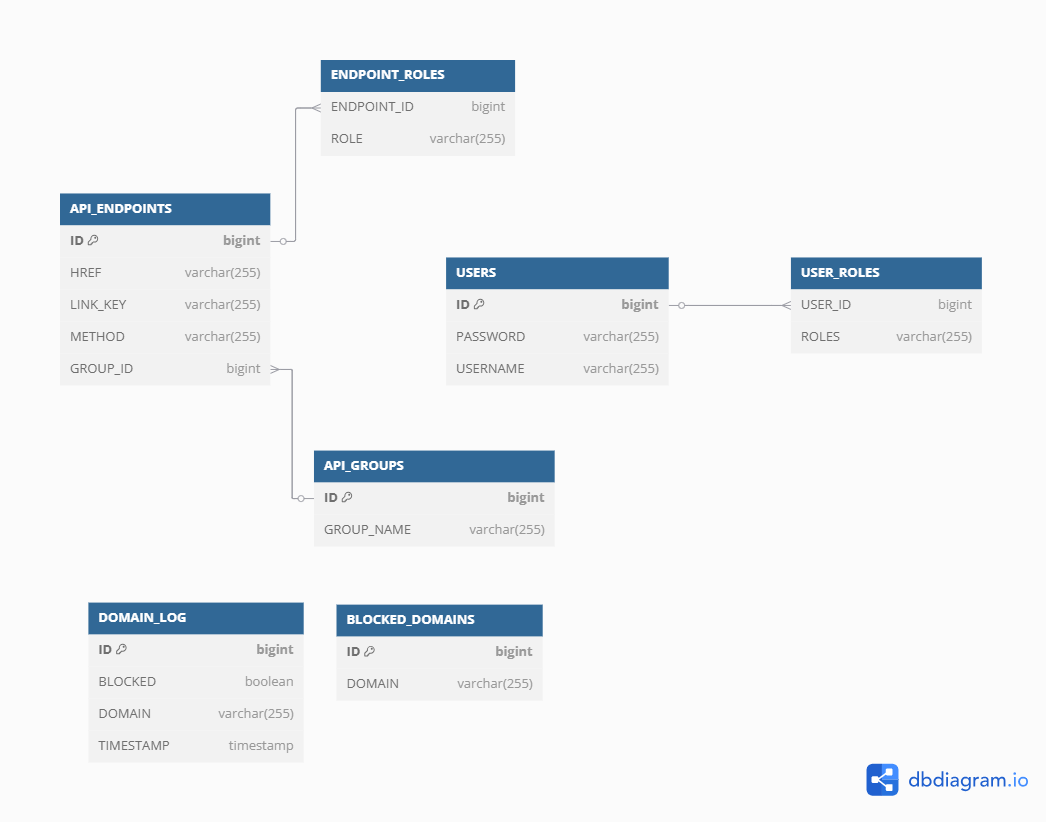 ENDPOINT_ROLES
ENDPOINT_ID bigint
ROLE varchar(255)
API_ENDPOINTS
ID bigint
HREF varchar(255)
LINK_KEY varchar(255)
METHOD varchar(255)
GROUP_ID bigint
USERS
ID bigint
PASSWORD varchar(255)
USERNAME varchar(255)
USER_ROLES
USER_ID bigint
ROLES varchar(255)
API_GROUPS
ID bigint
GROUP_NAME varchar(255)
DOMAIN_LOG
ID bigint
BLOCKED boolean
DOMAIN varchar(255)
TIMESTAMP timestamp
BLOCKED_DOMAINS
ID bigint
DOMAIN varchar(255)
dbdiagram.io